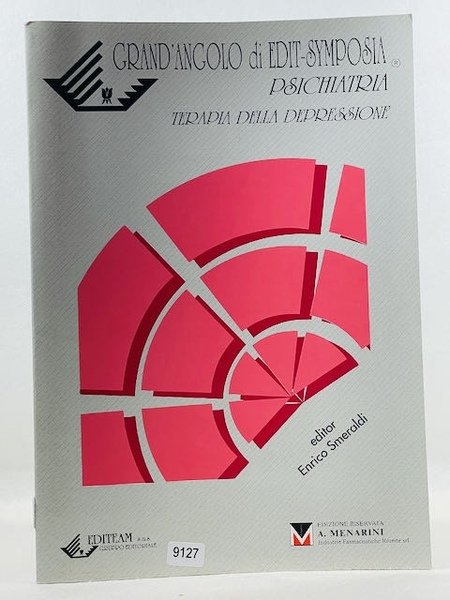 GRAND'ANGOLO di EDIT-SYMPOSIA ®
PSICHIATRIA
TERAPIA DELLA DEPRESSIONE
editor
Enrico Smeraldi
EDITEAM s.a.s.
GRUPPO EDITORIALE
9127
EDIZIONE RISERVATA
A. MENARINI
Industrie Farmaceutiche Riunite srl